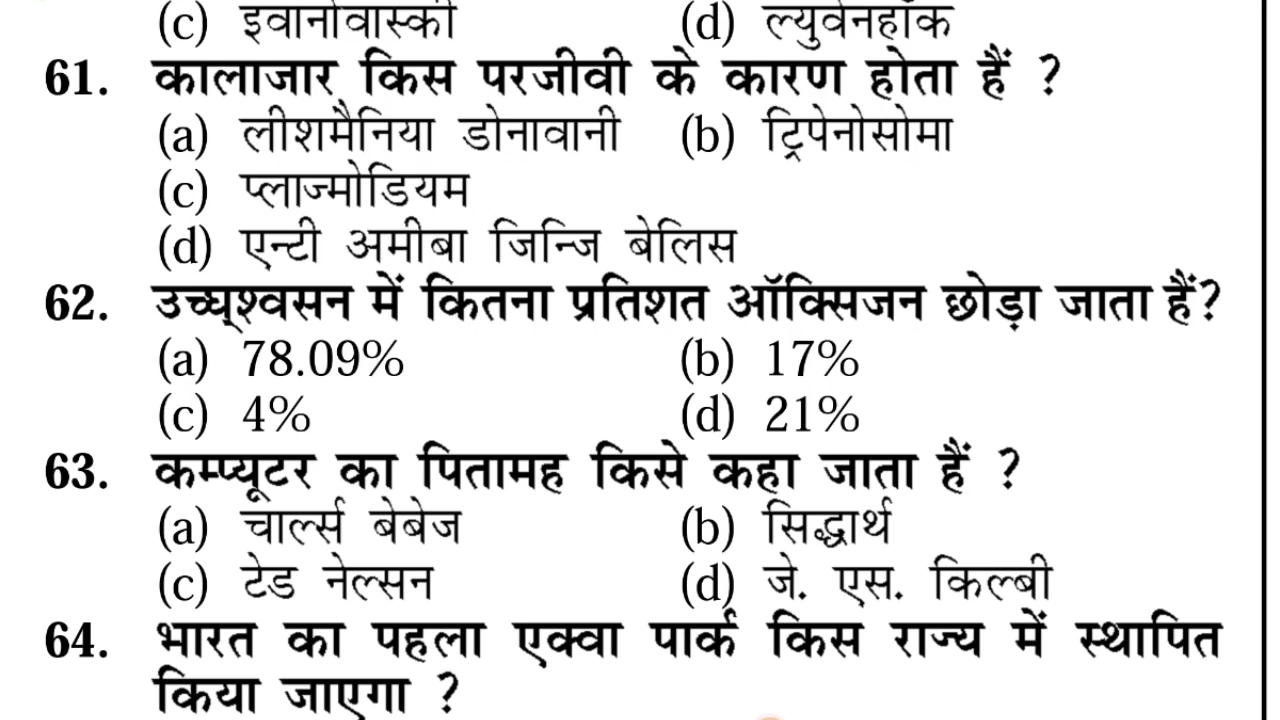 (c) इवानोवास्की (d) ल्युवेनहॉक
61. कालाजार किस परजीवी के कारण होता हैं ?
(a) लीशमैनिया डोनावानी (b) ट्रिपेनोसोमा
(c) प्लाज्मोडियम
(d) एन्टी अमीबा जिन्जि बेलिस
62. उच्घ्श्वसन में कितना प्रतिशत ऑक्सिजन छोड़ा जाता हैं?
(a) 78.09% (b) 17%
(c) 4% (d) 21%
63. कम्प्यूटर का पितामह किसे कहा जाता हैं ?
(a) चार्ल्स बेबेज (b) सिद्धार्थ
(c) टेड नेल्सन (d) जे. एस. किल्बी
64. भारत का पहला एक्वा पार्क किस राज्य में स्थापित
किया जाएगा ?